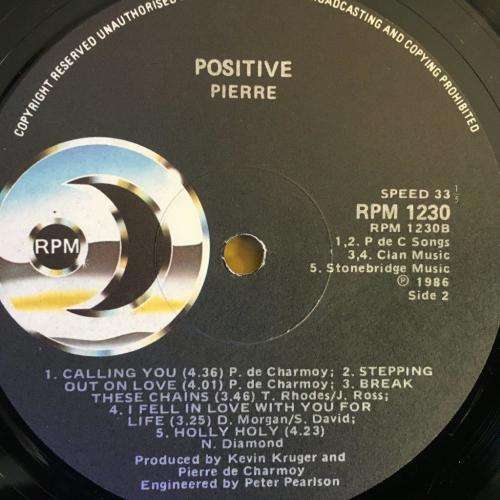 COPYRIGHT RESERVED UNAUTHORISED
BROADCASTING AND COPYING PROHIBITED
POSITIVE
PIERRE
RPM
SPEED 33 1/3
RPM 1230
RPM 1230B
1,2. P de C Songs
3,4. Clan Music
5. Stonebridge Music
℗ 1986
Side 2
1. CALLING YOU (4.36) P. de Charmoy; 2. STEPPING
OUT ON LOVE (4.01) P. de Charmoy; 3. BREAK
THESE CHAINS (3.46) T. Rhodes/J. Ross;
4. I FELL IN LOVE WITH YOU FOR
LIFE (3.25) D. Morgan/S. David;
5. HOLLY HOLY (4.23)
N. Diamond
Produced by Kevin Kruger and
Pierre de Charmoy
Engineered by Peter Pearlson